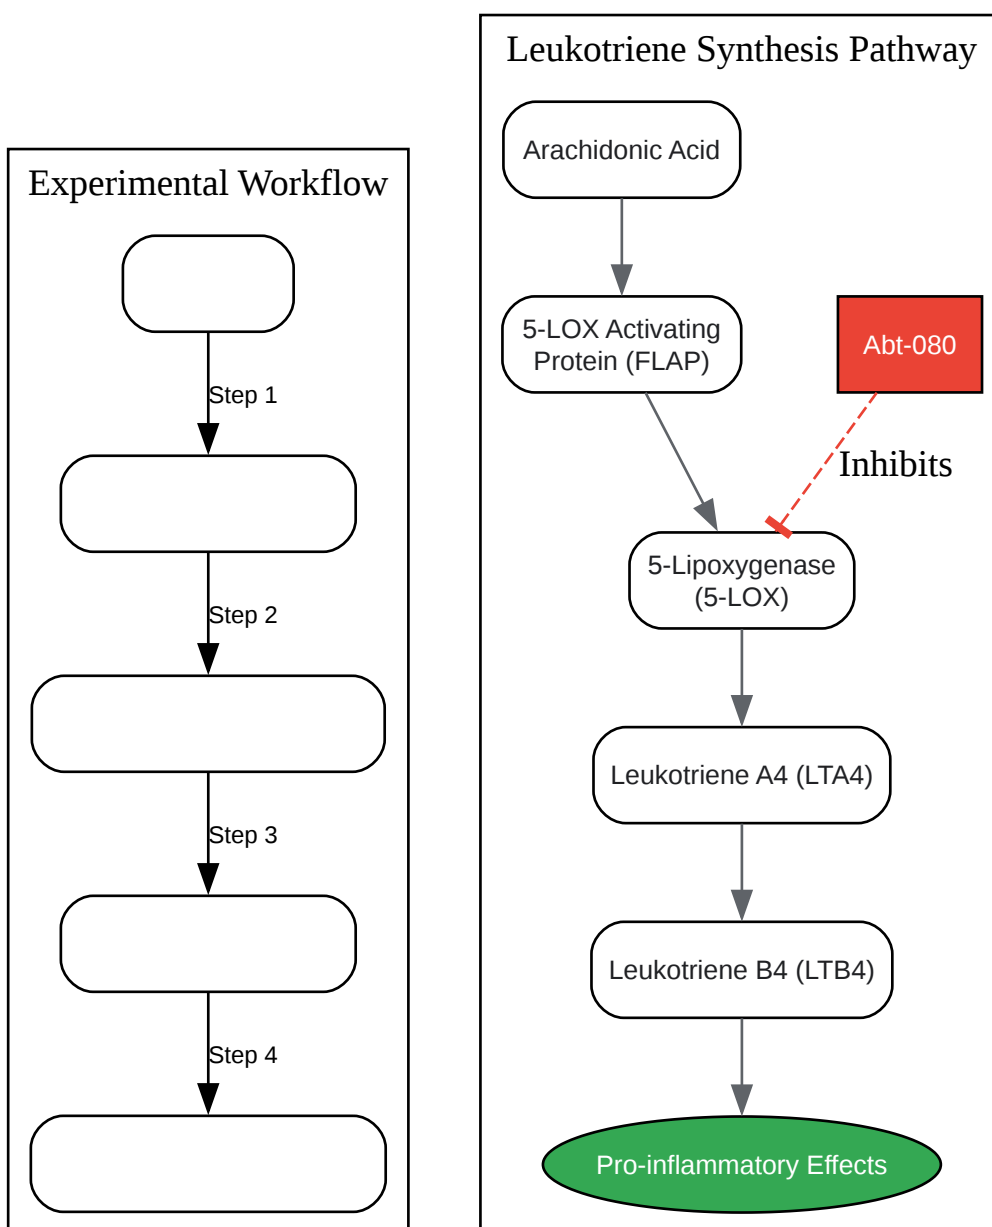 Experimental Workflow
Step 1
Step 2
Step 3
Step 4
Leukotriene Synthesis Pathway
Arachidonic Acid
5-LOX Activating
Protein (FLAP)
Abt-080
Inhibits
5-Lipoxygenase
(5-LOX)
Leukotriene A4 (LTA4)
Leukotriene B4 (LTB4)
Pro-inflammatory Effects